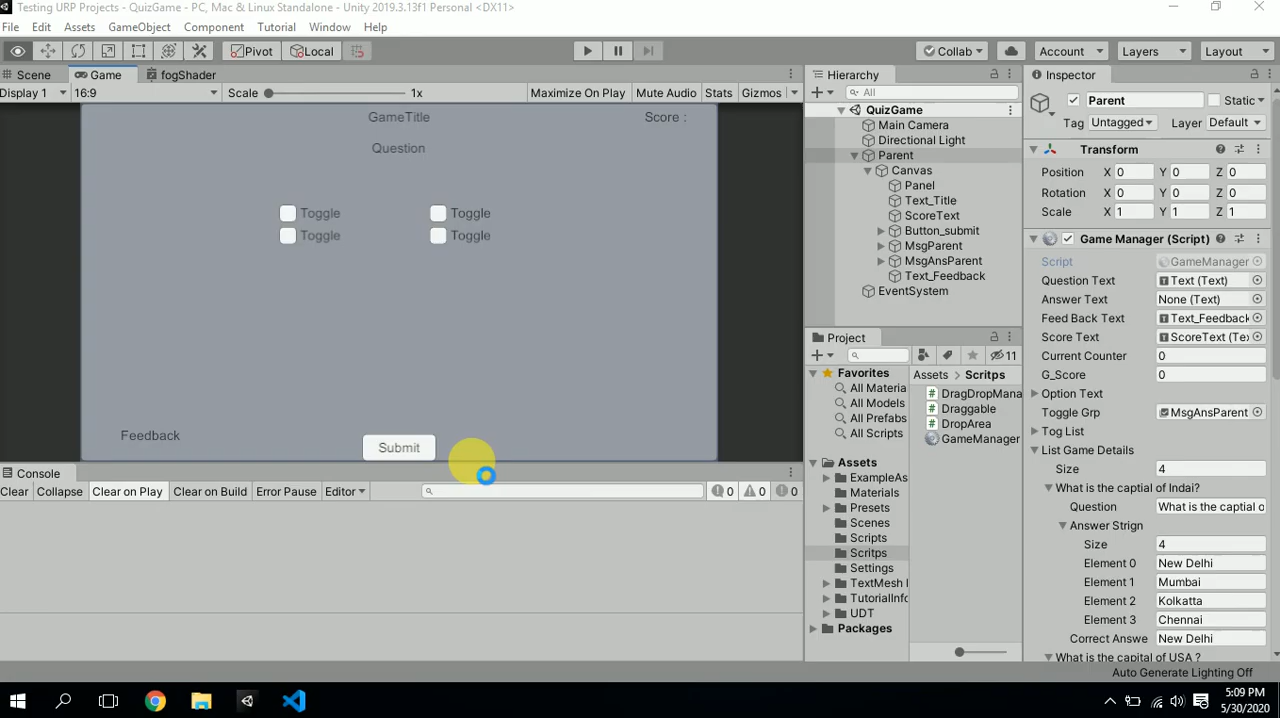 Testing URP Projects - QuizGame - PC, Mac & Linux Standalone - Unity 2019.3.13f1 Personal <DX11>
File Edit Assets GameObject Component Tutorial Window Help
Pivot Local Collab Account Layers Layout
Scene Game fogShader
Display 1 16:9 Scale 1x Maximize On Play Mute Audio Stats Gizmos
GameTitle Score :
Question
Toggle Toggle
Toggle Toggle
Feedback
Submit
Console
Clear Collapse Clear on Play Clear on Build Error Pause Editor 0 0 0
Hierarchy
All
QuizGame
Main Camera
Directional Light
Parent
Canvas
Panel
Text_Title
ScoreText
Button_submit
MsgParent
MsgAnsParent
Text_Feedback
EventSystem
Project
11
Favorites
All Materia
All Models
All Prefabs
All Scripts
Assets
ExampleAs
Materials
Presets
Scenes
Scripts
Scritps
Settings
TextMesh
TutorialInfo
UDT
Packages
Assets > Scritps
DragDropMana
Draggable
DropArea
GameManager
Inspector
Parent Static
Tag Untagged Layer Default
Transform
Position X 0 Y 0 Z 0
Rotation X 0 Y 0 Z 0
Scale X 1 Y 1 Z 1
Game Manager (Script)
Script GameManager
Question Text Text (Text)
Answer Text None (Text)
Feed Back Text Text_Feedback
Score Text ScoreText (Te
Current Counter 0
G_Score 0
Option Text
Toggle Grp MsgAnsParent
Tog List
List Game Details
Size 4
What is the captial of Indai?
Question What is the captial o
Answer Strign
Size 4
Element 0 New Delhi
Element 1 Mumbai
Element 2 Kolkatta
Element 3 Chennai
Correct Answe New Delhi
What is the capital of USA ?
Auto Generate Lighting Off
5:09 PM
5/30/2020